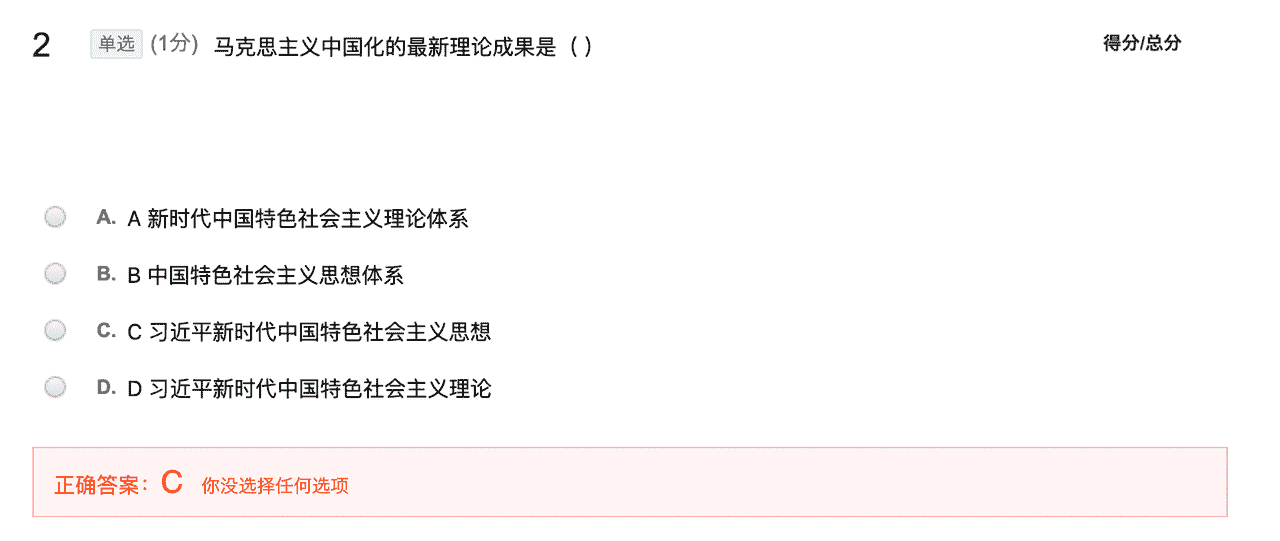 2 单选 (1分) 马克思主义中国化的最新理论成果是（ ） 得分/总分
A. A 新时代中国特色社会主义理论体系
B. B 中国特色社会主义思想体系
C. C 习近平新时代中国特色社会主义思想
D. D 习近平新时代中国特色社会主义理论
正确答案：C 你没选择任何选项